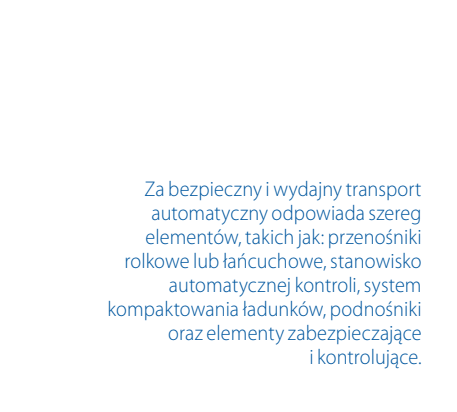 Za bezpieczny i wydajny transport
automatyczny odpowiada szereg
elementów, takich jak: przenośniki
rolkowe lub łańcuchowe, stanowisko
automatycznej kontroli, system
kompaktowania ładunków, podnośniki
oraz elementy zabezpieczające
i kontrolujące.